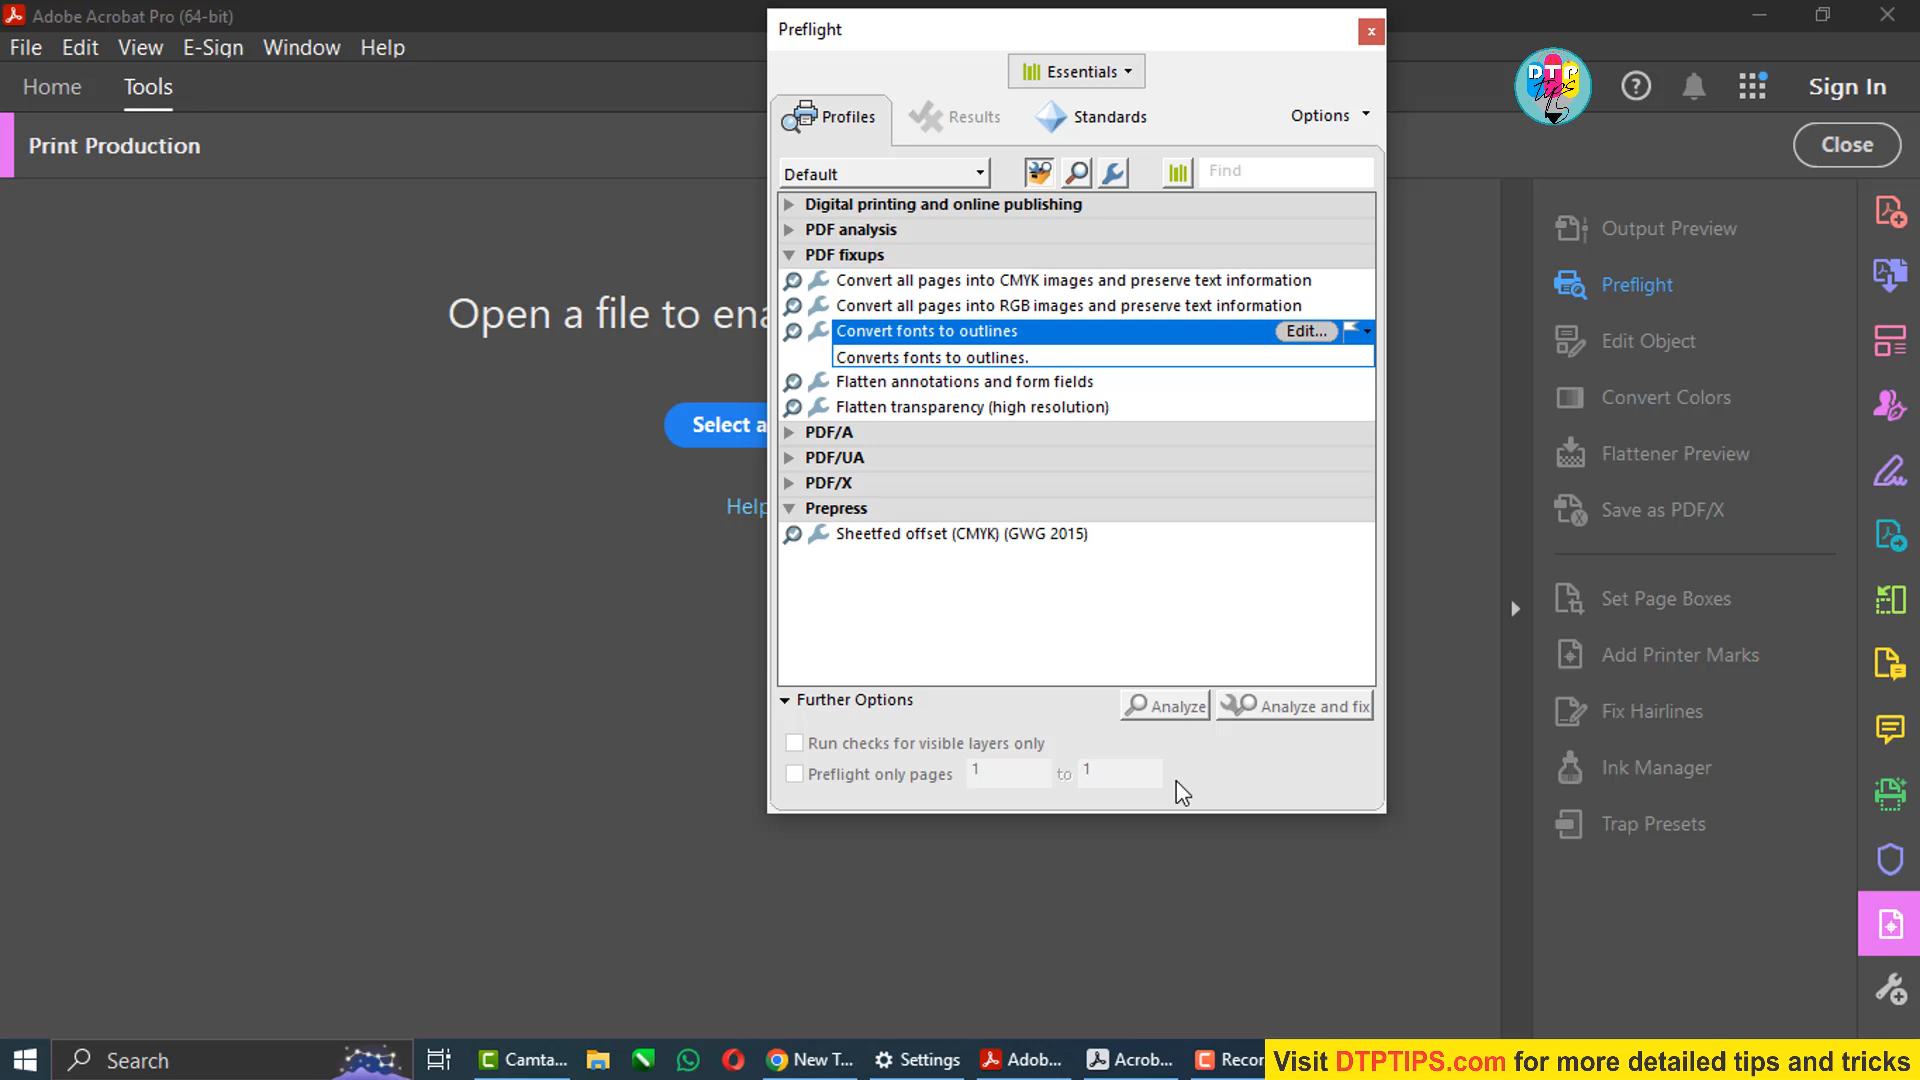 Adobe Acrobat Pro (64-bit)
File Edit View E-Sign Window Help
Home Tools
Print Production
Open a file to ena
Select a
Help
Preflight
x
Essentials
Profiles Results Standards Options
Default Find
Digital printing and online publishing
PDF analysis
PDF fixups
Convert all pages into CMYK images and preserve text information
Convert all pages into RGB images and preserve text information
Convert fonts to outlines Edit...
Converts fonts to outlines.
Flatten annotations and form fields
Flatten transparency (high resolution)
PDF/A
PDF/UA
PDF/X
Prepress
Sheetfed offset (CMYK) (GWG 2015)
Further Options Analyze Analyze and fix
Run checks for visible layers only
Preflight only pages 1 to 1
DTP
tips
Sign In
Close
Output Preview
Preflight
Edit Object
Convert Colors
Flattener Preview
Save as PDF/X
Set Page Boxes
Add Printer Marks
Fix Hairlines
Ink Manager
Trap Presets
Search Camta... New T... Settings Adob... Acrob... Recor
Visit DTPTIPS.com for more detailed tips and tricks